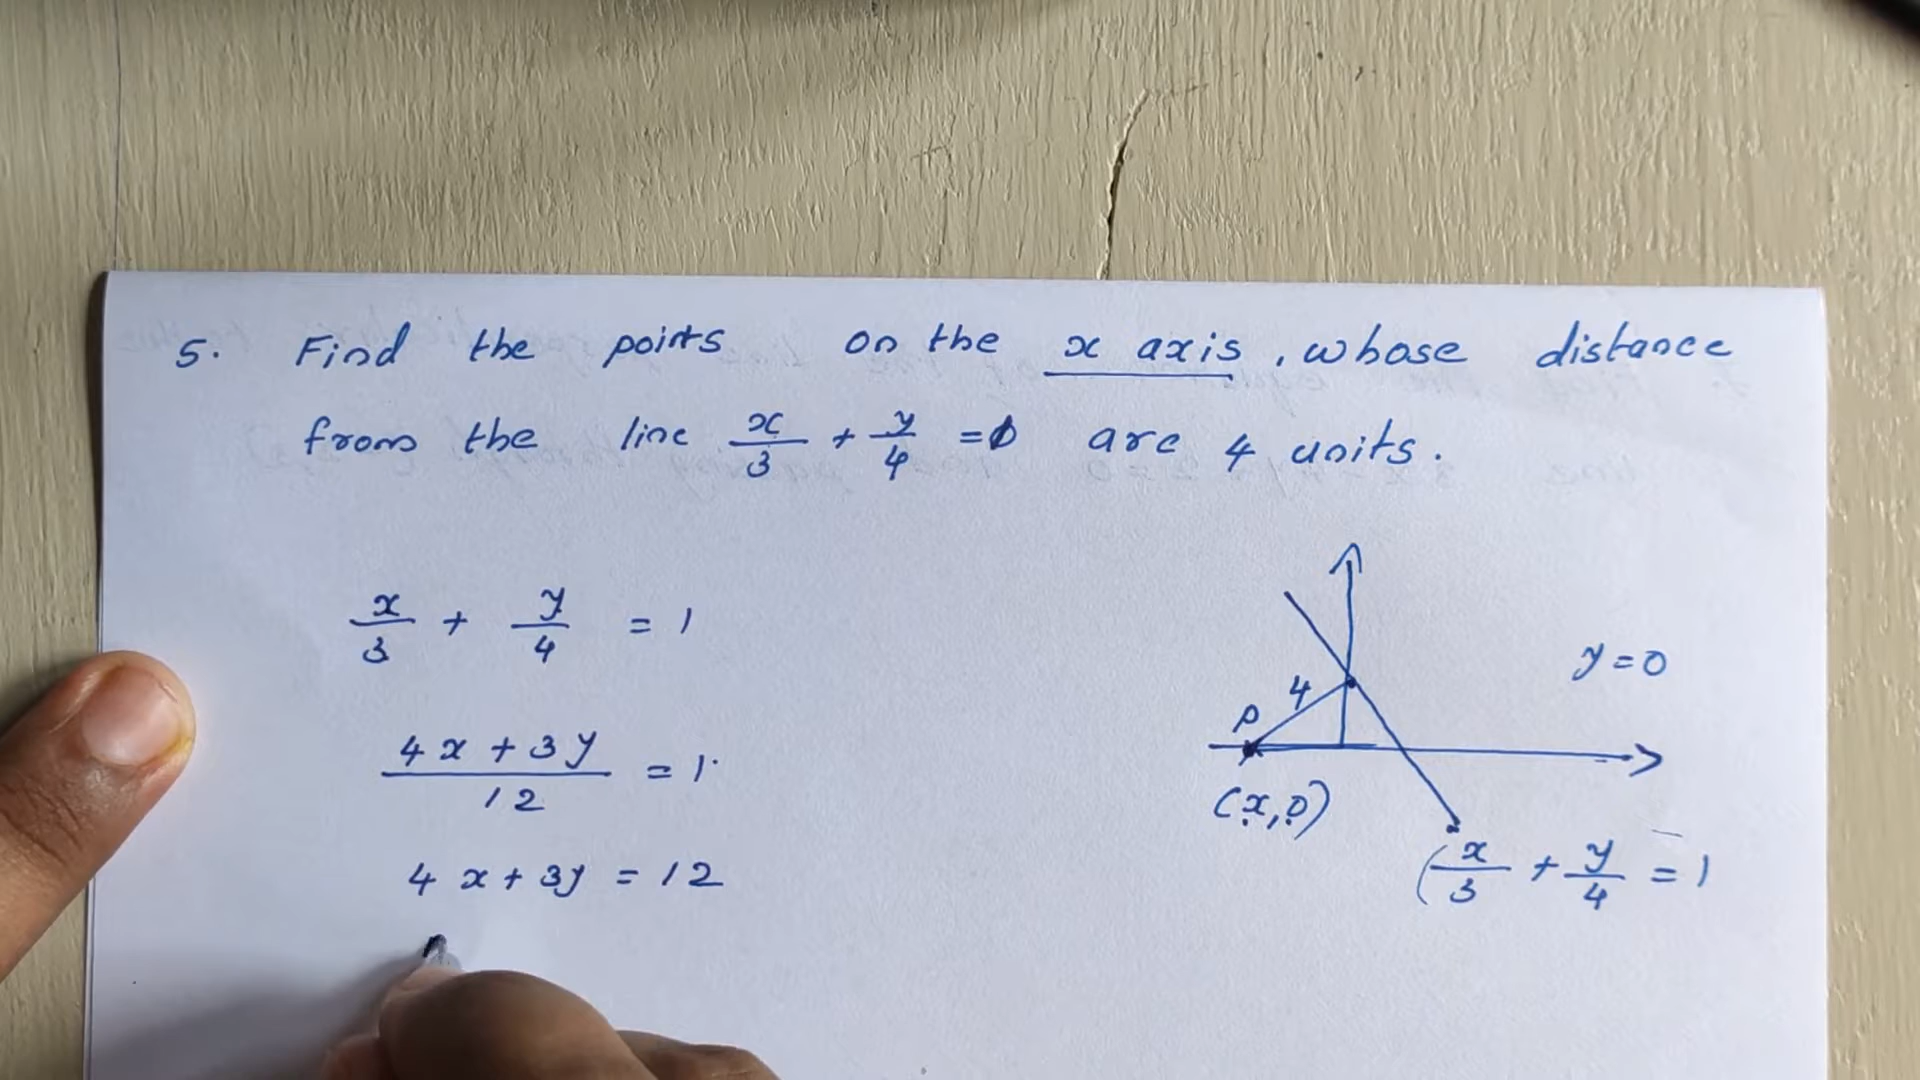 5. Find the points on the x axis, whose distance
from the line x/3 + y/4 = 1 are 4 units.
x/3 + y/4 = 1
(4x + 3y)/12 = 1
4x + 3y = 12
y = 0
4
P
(x, 0)
(x/3 + y/4 = 1